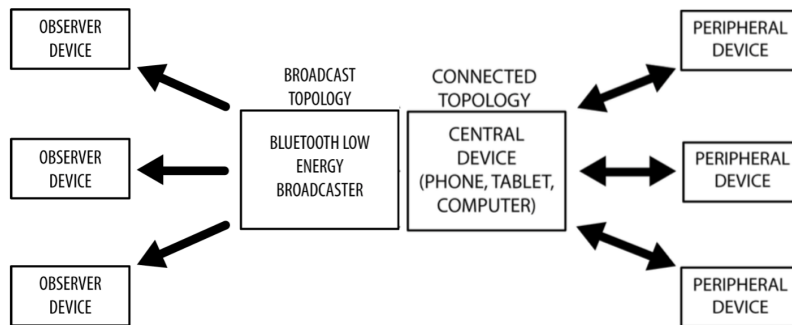 OBSERVER
DEVICE
OBSERVER
DEVICE
OBSERVER
DEVICE
BROADCAST
TOPOLOGY
BLUETOOTH LOW
ENERGY
BROADCASTER
CONNECTED
TOPOLOGY
CENTRAL
DEVICE
(PHONE, TABLET,
COMPUTER)
PERIPHERAL
DEVICE
PERIPHERAL
DEVICE
PERIPHERAL
DEVICE